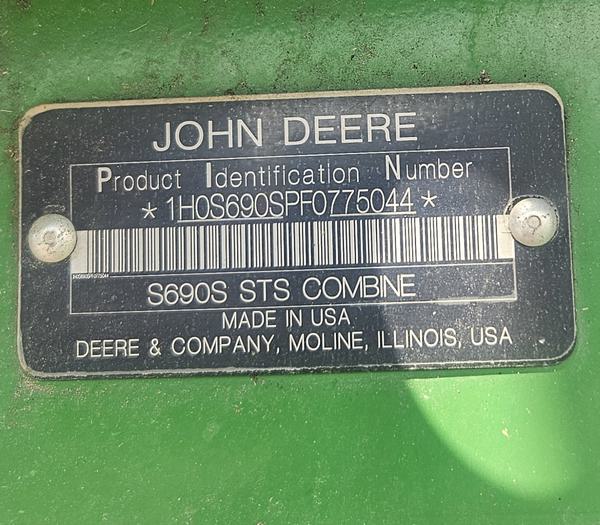 JOHN DEERE
Product Identification Number
*1H0S690SPF0775044*
S690S STS COMBINE
MADE IN USA
DEERE & COMPANY, MOLINE, ILLINOIS, USA